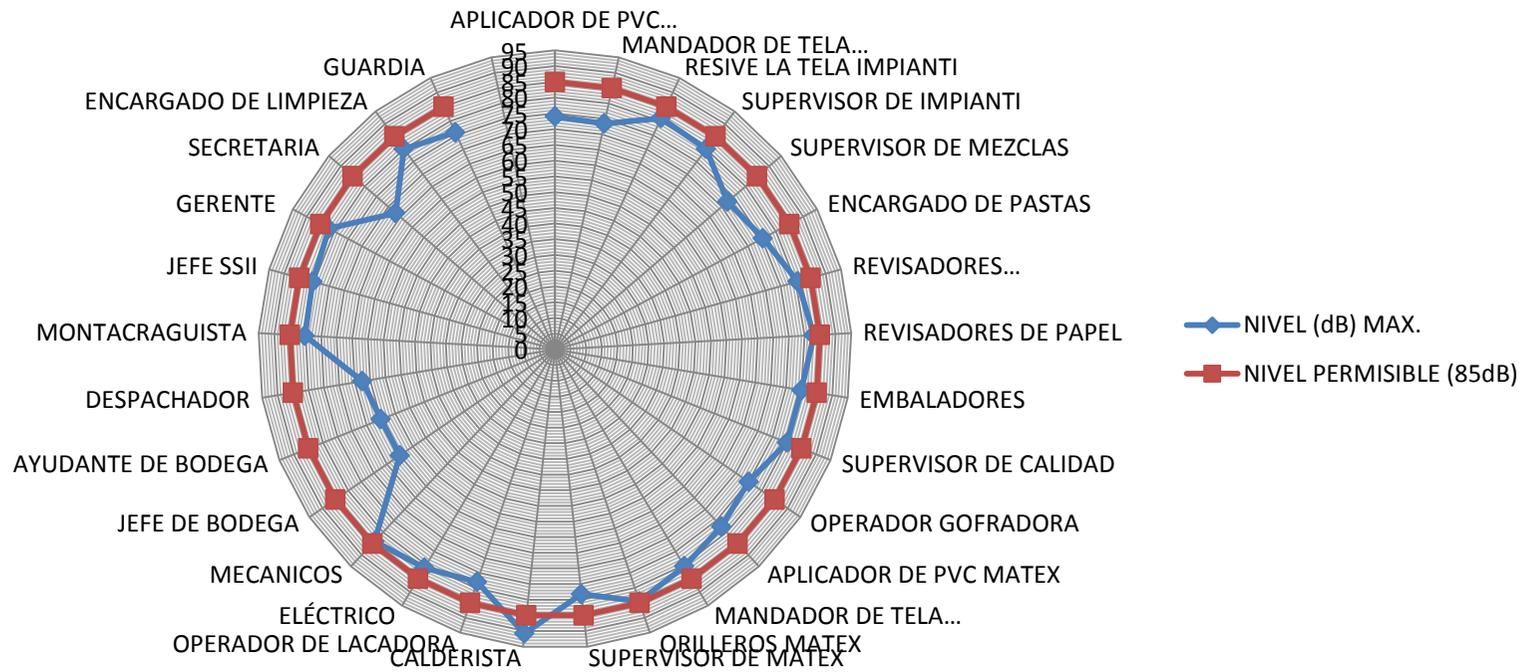 APLICADOR DE PVC...
MANDADOR DE TELA...
RESIVE LA TELA IMPIANTI
SUPERVISOR DE IMPIANTI
SUPERVISOR DE MEZCLAS
ENCARGADO DE PASTAS
REVISADORES...
REVISADORES DE PAPEL
EMBALADORES
SUPERVISOR DE CALIDAD
OPERADOR GOFRADORA
APLICADOR DE PVC MATEX
MANDADOR DE TELA...
ORILLEROS MATEX
SUPERVISOR DE MATEX
CALDERISTA
OPERADOR DE LACADORA
ELÉCTRICO
MECANICOS
JEFE DE BODEGA
AYUDANTE DE BODEGA
DESPACHADOR
MONTACRAGUISTA
JEFE SSII
GERENTE
SECRETARIA
ENCARGADO DE LIMPIEZA
GUARDIA
95
90
85
80
75
70
65
60
55
50
45
40
35
30
25
20
15
10
5
0
NIVEL (dB) MAX.
NIVEL PERMISIBLE (85dB)